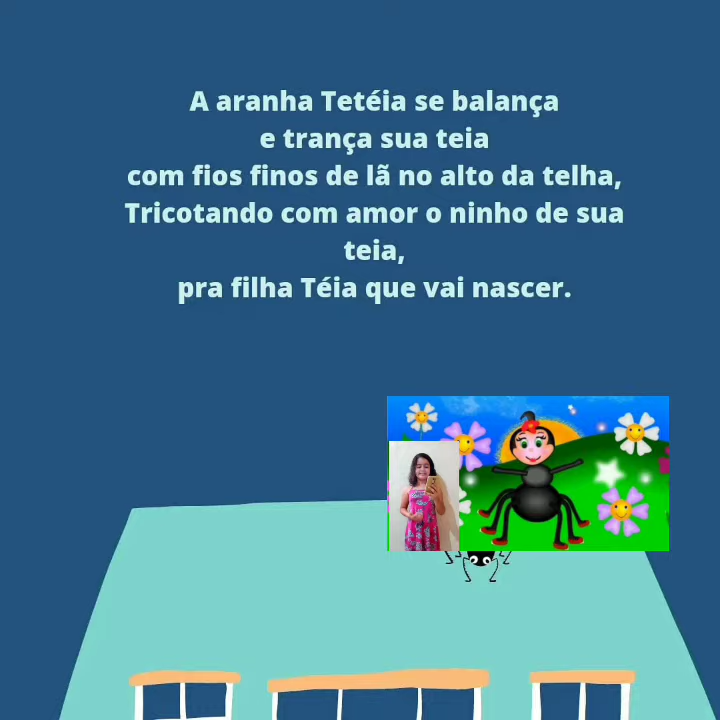 A aranha Tetéia se balança
e trança sua teia
com fios finos de lã no alto da telha,
Tricotando com amor o ninho de sua
teia,
pra filha Téia que vai nascer.